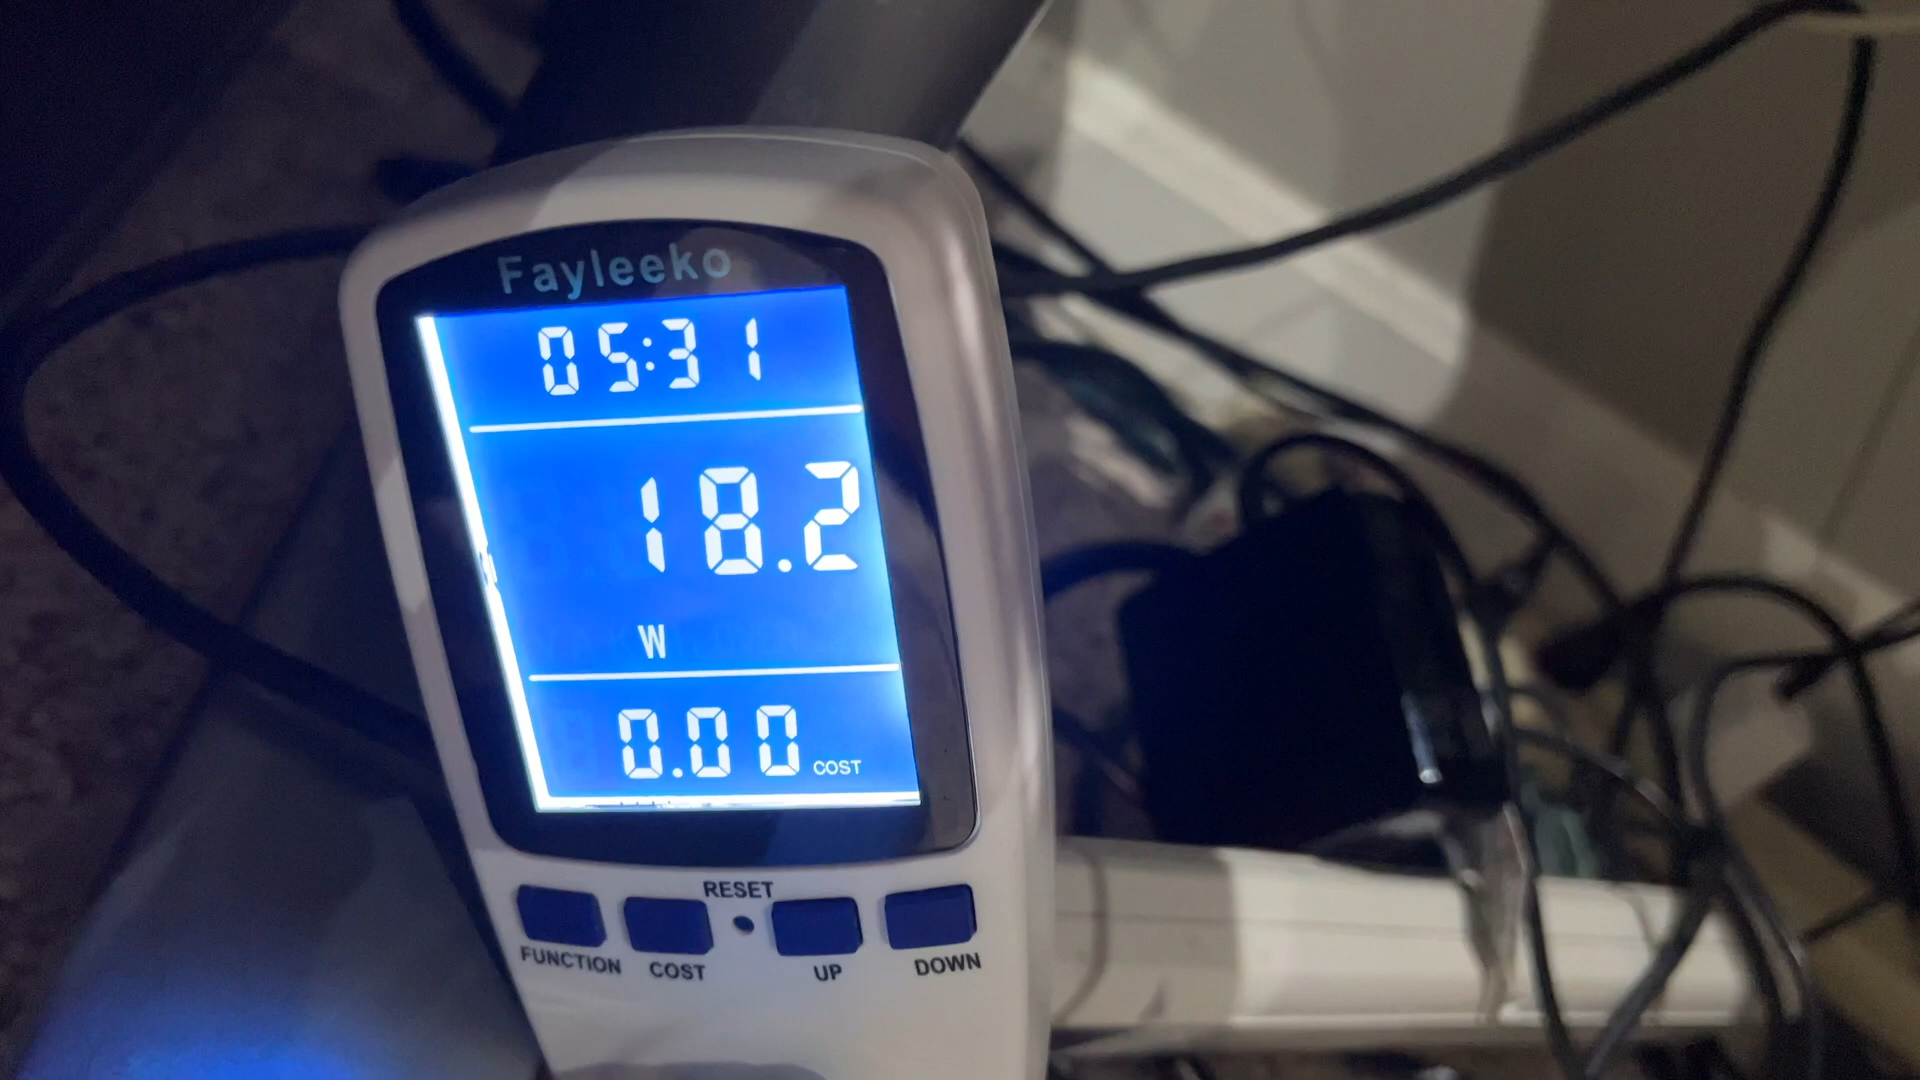 Fayleeko
05:31
18.2
W
0.00 COST
RESET
FUNCTION COST UP DOWN